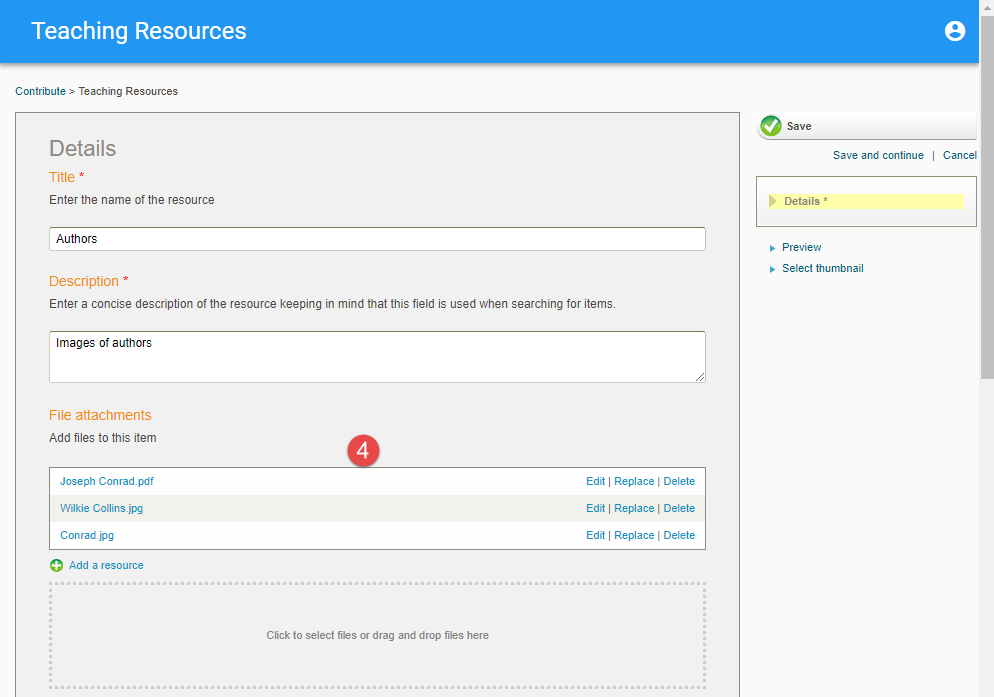 Teaching Resources
Contribute > Teaching Resources
Details
Title *
Enter the name of the resource
Authors
Description *
Enter a concise description of the resource keeping in mind that this field is used when searching for items.
Images of authors
File attachments
Add files to this item
4
Joseph Conrad.pdf Edit | Replace | Delete
Wilkie Collins.jpg Edit | Replace | Delete
Conrad.jpg Edit | Replace | Delete
Add a resource
Click to select files or drag and drop files here
Save
Save and continue | Cancel
Details *
Preview
Select thumbnail